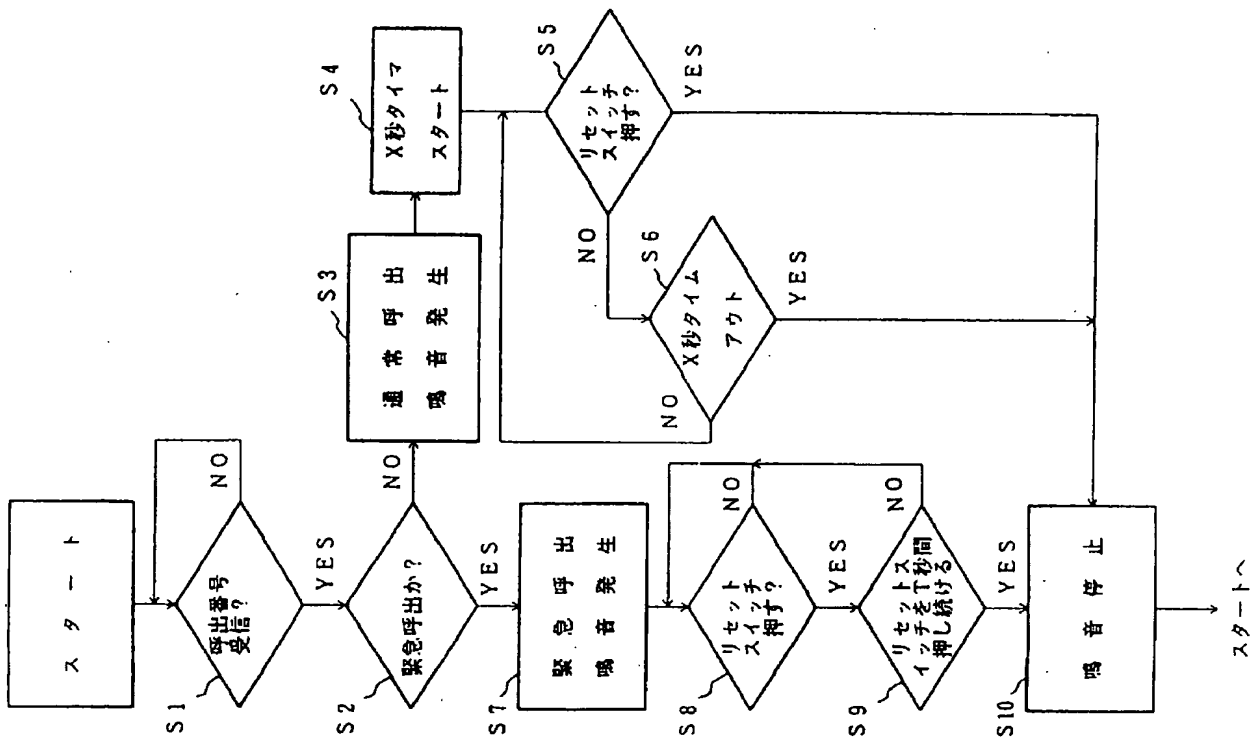 スタート
S1
呼出番号
受信?
NO
YES
S2
緊急呼出か?
NO
YES
S3
通常呼出
鳴音発生
S4
X秒タイマ
スタート
S5
リセット
スイッチ
押す?
NO
YES
S6
X秒タイム
アウト
NO
YES
S7
緊急呼出
鳴音発生
S8
リセット
スイッチ
押す?
NO
YES
S9
リセットス
イッチをT秒間
押し続ける
NO
YES
S10
鳴音停止
スタートへ